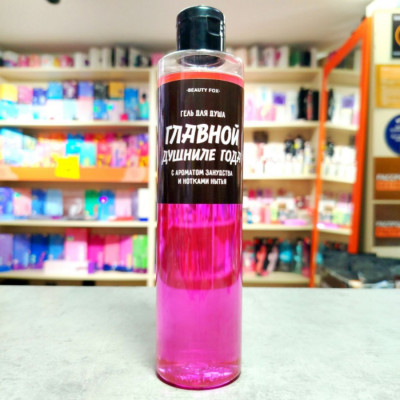 ·BEAUTY FOX·
ГЕЛЬ ДЛЯ ДУША
ГЛАВНОЙ
ДУШНИЛЕ ГОДА
С АРОМАТОМ ЗАНУДСТВА
И НОТКАМИ НЫТЬЯ